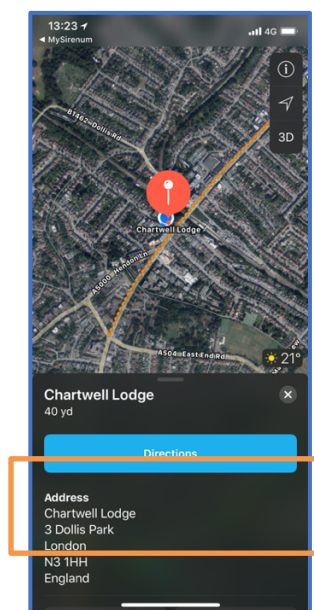 13:23
4G
MySirenum
3D
B1462 Dollis Rd
Chartwell Lodge
A5000 Hendon Ln
A504 East End Rd
21°
Chartwell Lodge
40 yd
Directions
Address
Chartwell Lodge
3 Dollis Park
London
N3 1HH
England